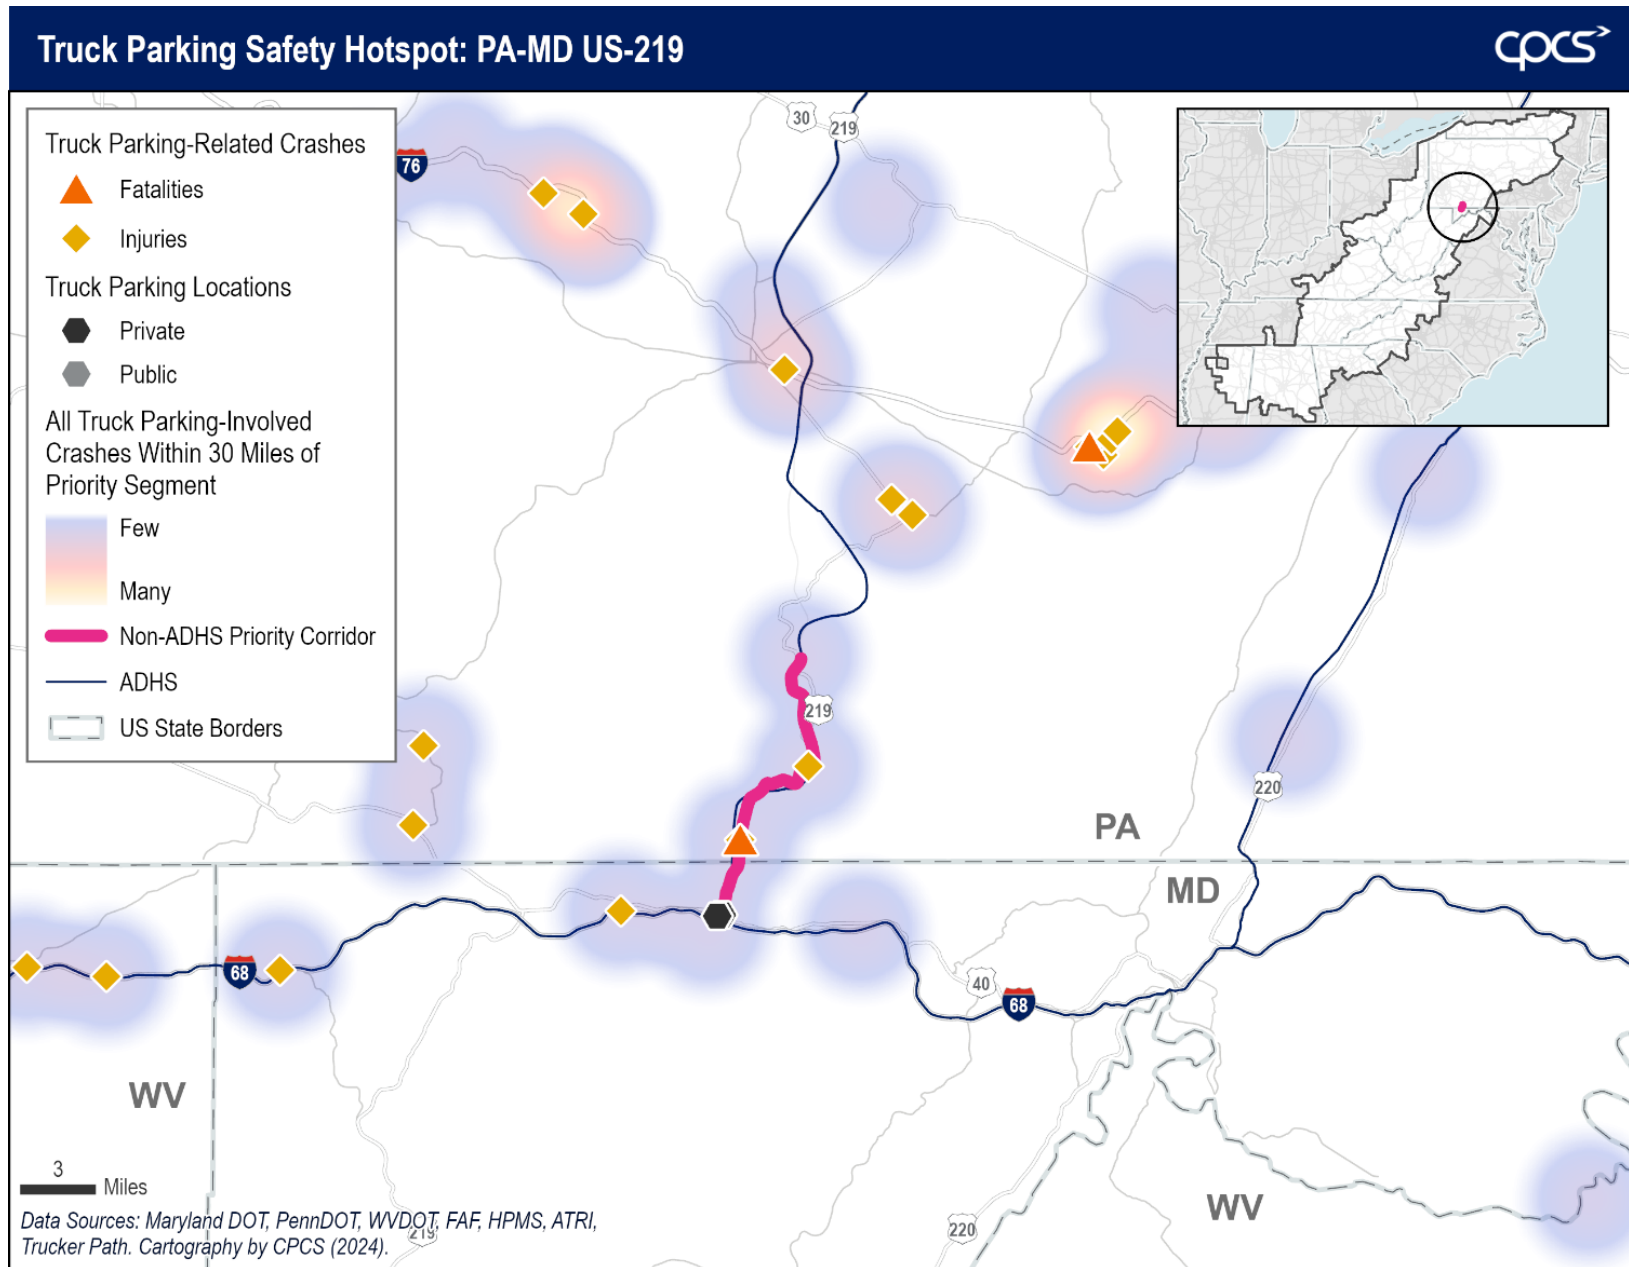 Truck Parking Safety Hotspot: PA-MD US-219
cpcs
Truck Parking-Related Crashes
Fatalities
Injuries
Truck Parking Locations
Private
Public
All Truck Parking-Involved
Crashes Within 30 Miles of
Priority Segment
Few
Many
Non-ADHS Priority Corridor
ADHS
US State Borders
30
219
76
219
220
PA
MD
68
40
68
WV
WV
220
219
3
Miles
Data Sources: Maryland DOT, PennDOT, WVDOT, FAF, HPMS, ATRI,
Trucker Path. Cartography by CPCS (2024).